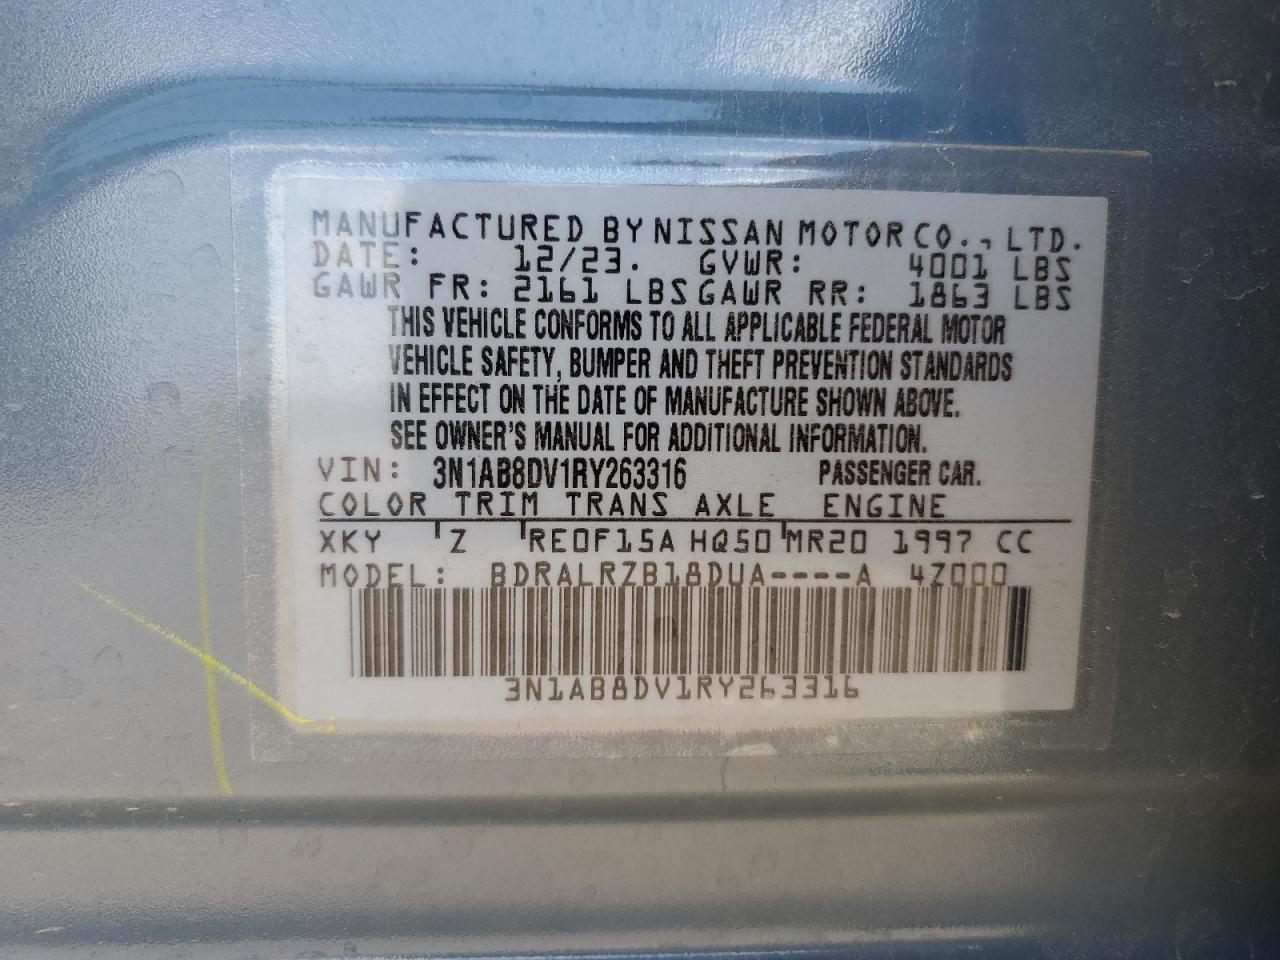 MANUFACTURED BY NISSAN MOTOR CO., LTD.
DATE: 12/23. GVWR: 4001 LBS
GAWR FR: 2161 LBS GAWR RR: 1863 LBS
THIS VEHICLE CONFORMS TO ALL APPLICABLE FEDERAL MOTOR
VEHICLE SAFETY, BUMPER AND THEFT PREVENTION STANDARDS
IN EFFECT ON THE DATE OF MANUFACTURE SHOWN ABOVE.
SEE OWNER'S MANUAL FOR ADDITIONAL INFORMATION.
VIN: 3N1AB8DV1RY263316 PASSENGER CAR.
COLOR TRIM TRANS AXLE ENGINE
XKY Z RE0F15A HQ50 MR20 1997 CC
MODEL: BDRALRZB18DUA----A 4Z000
3N1AB8DV1RY263316